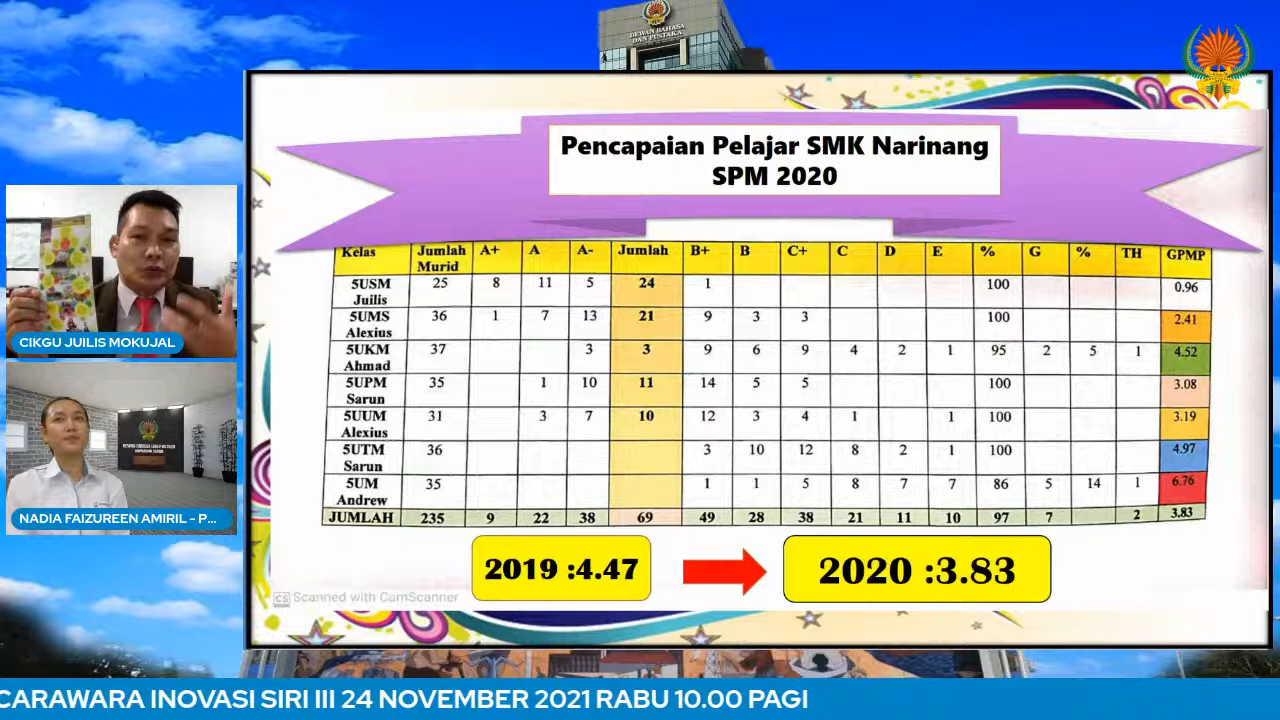 DEWAN BAHASA
DAN PUSTAKA
Pencapaian Pelajar SMK Narinang
SPM 2020
Kelas Jumlah Murid A+ A A- Jumlah B+ B C+ C D E % G % TH GPMP
5USM Juilis 25 8 11 5 24 1 100 0.96
5UMS Alexius 36 1 7 13 21 9 3 3 100 2.41
5UKM Ahmad 37 3 3 9 6 9 4 2 1 95 2 5 1 4.52
5UPM Sarun 35 1 10 11 14 5 5 100 3.08
5UUM Alexius 31 3 7 10 12 3 4 1 1 100 3.19
5UTM Sarun 36 3 10 12 8 2 1 100 4.97
5UM Andrew 35 1 1 5 8 7 7 86 5 14 1 6.76
JUMLAH 235 9 22 38 69 49 28 38 21 11 10 97 7 2 3.83
2019 :4.47
2020 :3.83
CS Scanned with CamScanner
CIKGU JUILIS MOKUJAL
NADIA FAIZUREEN AMIRIL - P...
CARAWARA INOVASI SIRI III 24 NOVEMBER 2021 RABU 10.00 PAGI